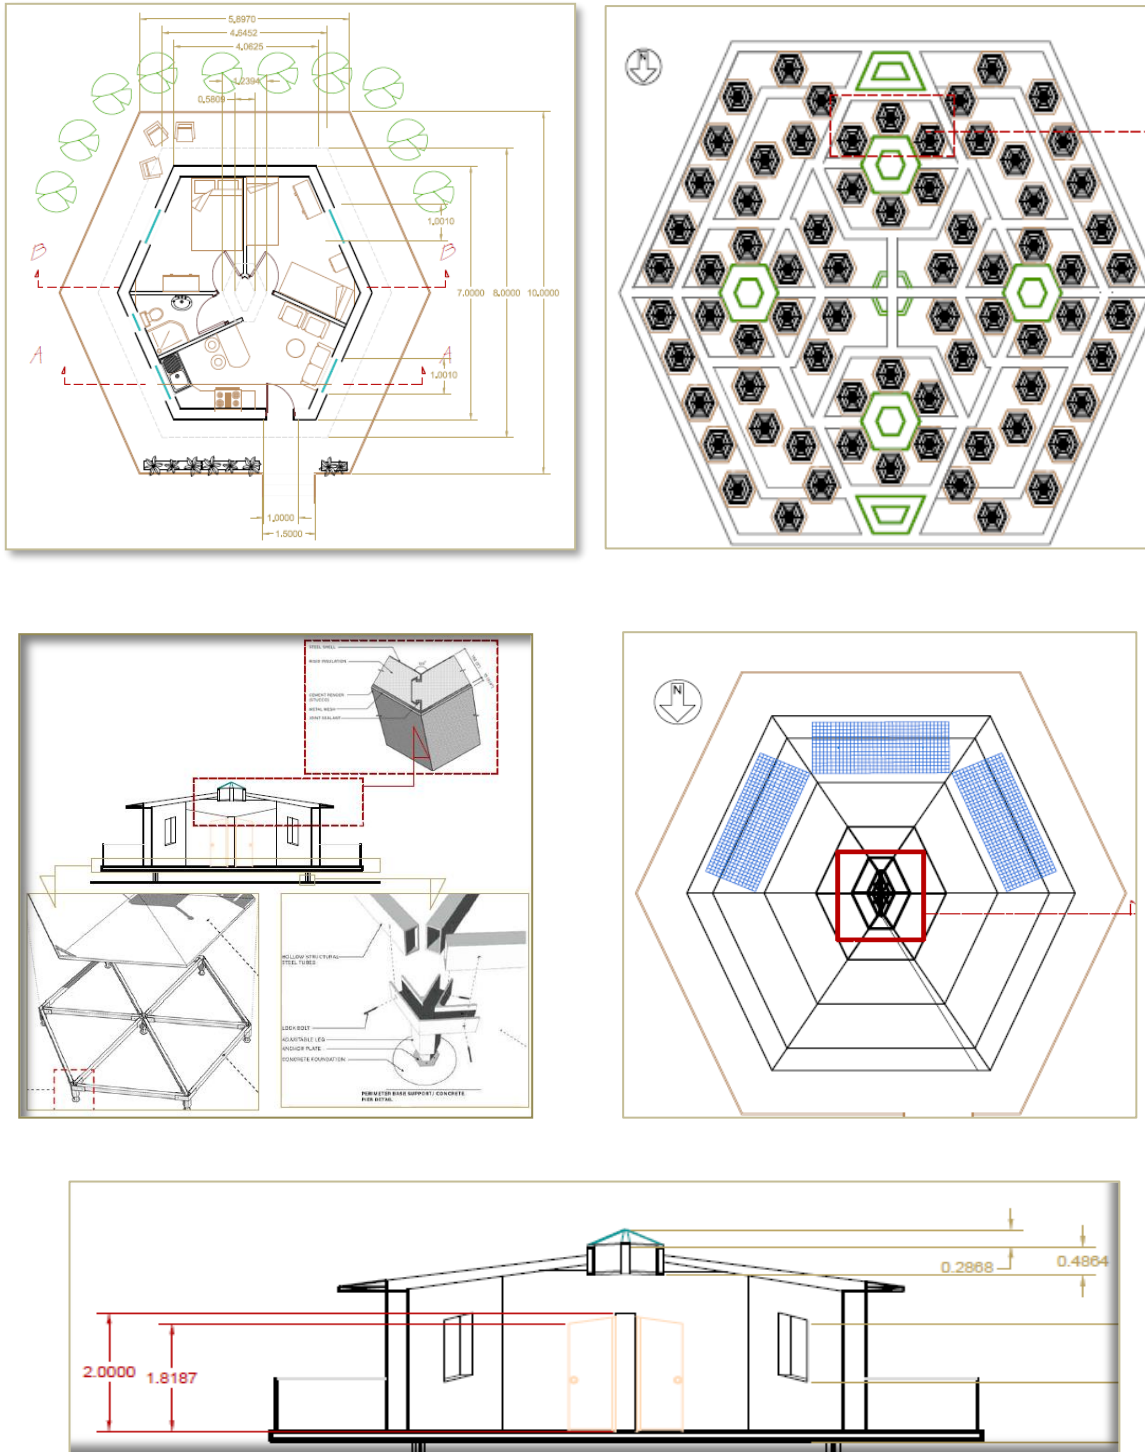 5.8970
4.6452
4.0625
1.2394
0.5809
1.0010
B
B
7.0000
8.0000
10.0000
A
A
1.0010
1.0000
1.5000
N
STEEL SHELL
RIGID INSULATION
CEMENT RENDER
(STUCCO)
METAL MESH
JOINT SEALANT
HOLLOW STRUCTURAL
STEEL TUBES
LOCK BOLT
ADJUSTABLE LEG
ANCHOR PLATE
CONCRETE FOUNDATION
PERIMETER BASE SUPPORT/ CONCRETE
PIER DETAIL
N
0.2868
0.4864
2.0000
1.8187